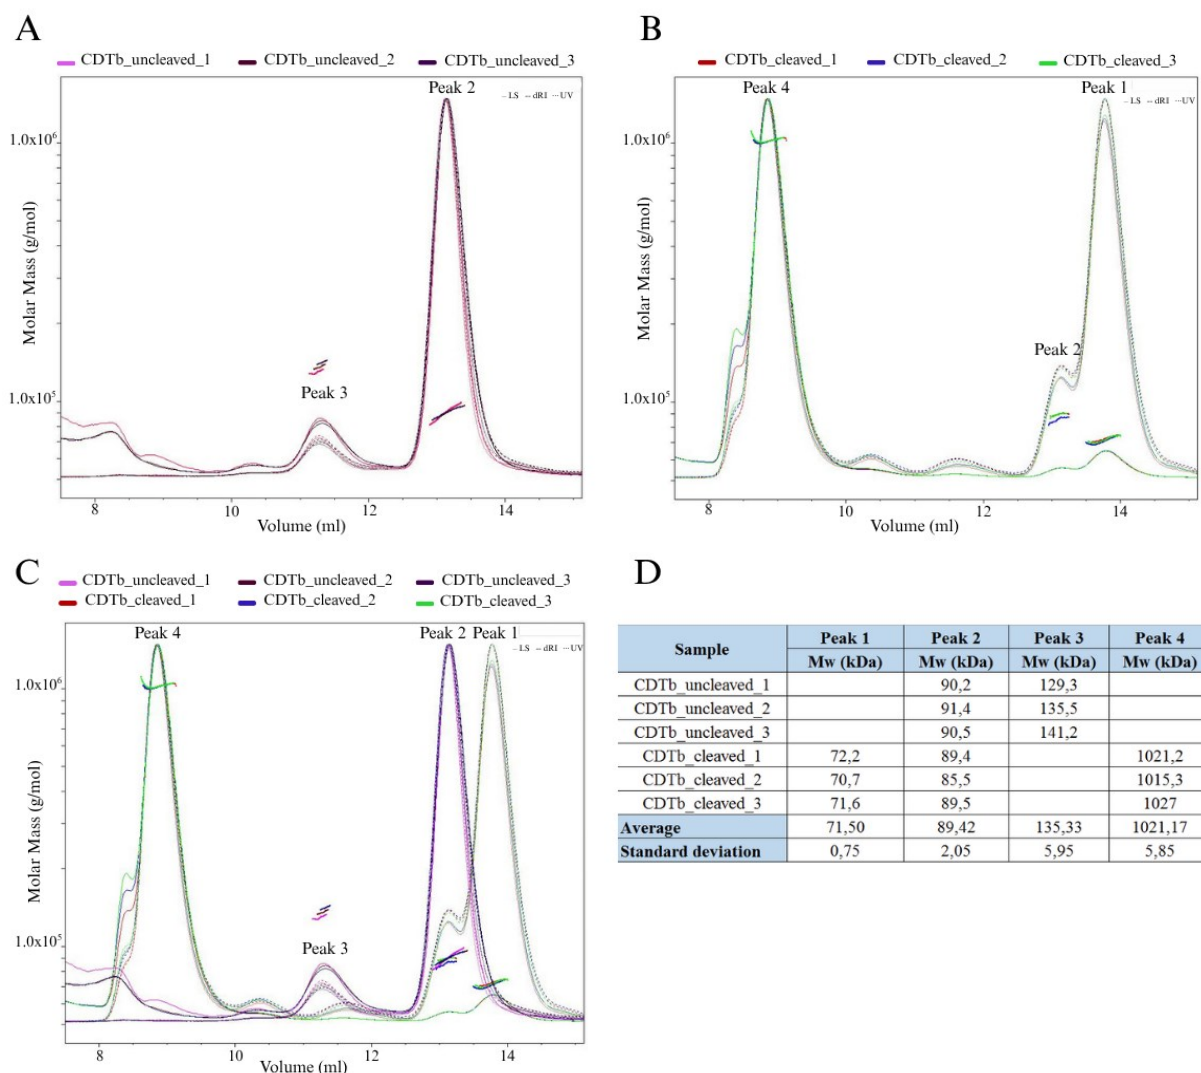 A
CDTb_uncleaved_1 CDTb_uncleaved_2 CDTb_uncleaved_3
Peak 2
LS dRI UV
1.0x10⁶
1.0x10⁵
Peak 3
Molar Mass (g/mol)
8 10 12 14
Volume (ml)
B
CDTb_cleaved_1 CDTb_cleaved_2 CDTb_cleaved_3
Peak 4 Peak 1
LS dRI UV
1.0x10⁶
Peak 2
1.0x10⁵
Molar Mass (g/mol)
8 10 12 14
Volume (ml)
C
CDTb_uncleaved_1 CDTb_uncleaved_2 CDTb_uncleaved_3
CDTb_cleaved_1 CDTb_cleaved_2 CDTb_cleaved_3
Peak 4 Peak 2 Peak 1
LS dRI UV
1.0x10⁶
1.0x10⁵
Peak 3
Molar Mass (g/mol)
8 10 12 14
Volume (ml)
D
Sample Peak 1 Peak 2 Peak 3 Peak 4
Mw (kDa) Mw (kDa) Mw (kDa) Mw (kDa)
CDTb_uncleaved_1 90,2 129,3
CDTb_uncleaved_2 91,4 135,5
CDTb_uncleaved_3 90,5 141,2
CDTb_cleaved_1 72,2 89,4 1021,2
CDTb_cleaved_2 70,7 85,5 1015,3
CDTb_cleaved_3 71,6 89,5 1027
Average 71,50 89,42 135,33 1021,17
Standard deviation 0,75 2,05 5,95 5,85